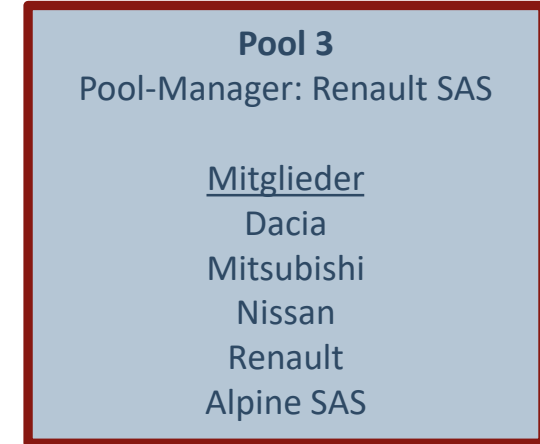 Pool 3
Pool-Manager: Renault SAS
Mitglieder
Dacia
Mitsubishi
Nissan
Renault
Alpine SAS